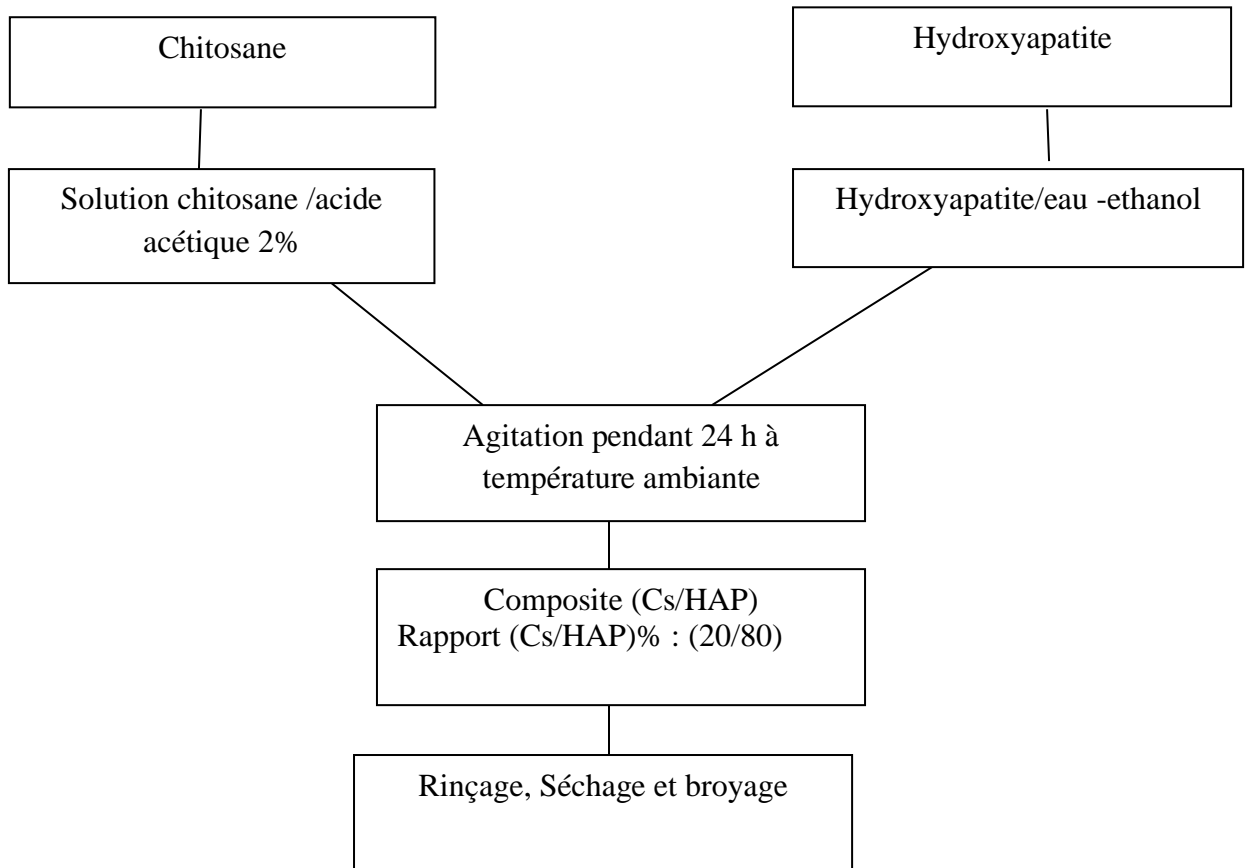 Chitosane
Hydroxyapatite
Solution chitosane /acide
acétique 2%
Hydroxyapatite/eau -ethanol
Agitation pendant 24 h à
température ambiante
Composite (Cs/HAP)
Rapport (Cs/HAP)% : (20/80)
Rinçage, Séchage et broyage